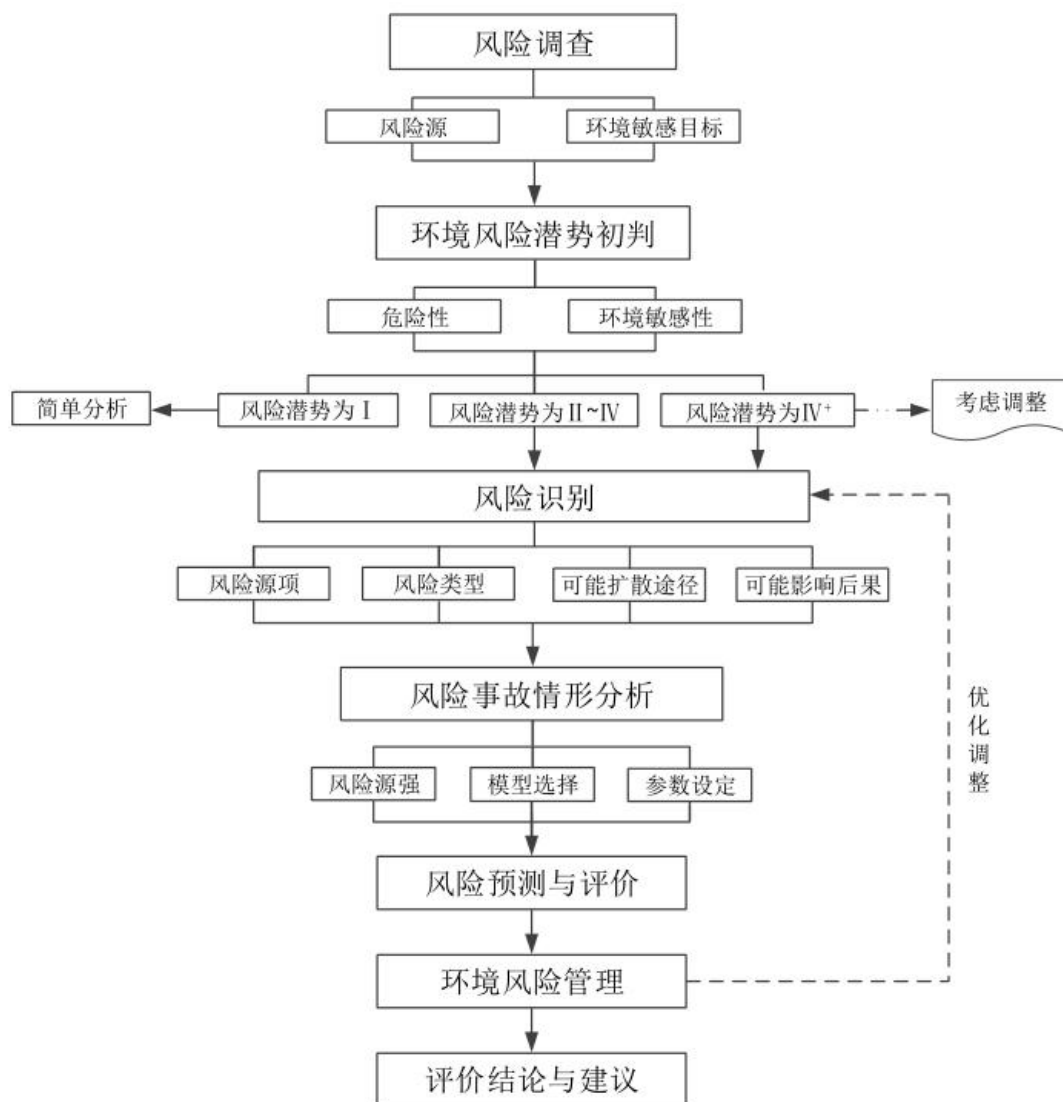 风险调查
风险源
环境敏感目标
环境风险潜势初判
危险性
环境敏感性
简单分析
风险潜势为Ⅰ
风险潜势为Ⅱ~Ⅳ
风险潜势为Ⅳ⁺
考虑调整
风险识别
风险源项
风险类型
可能扩散途径
可能影响后果
风险事故情形分析
优化调整
风险源强
模型选择
参数设定
风险预测与评价
环境风险管理
评价结论与建议